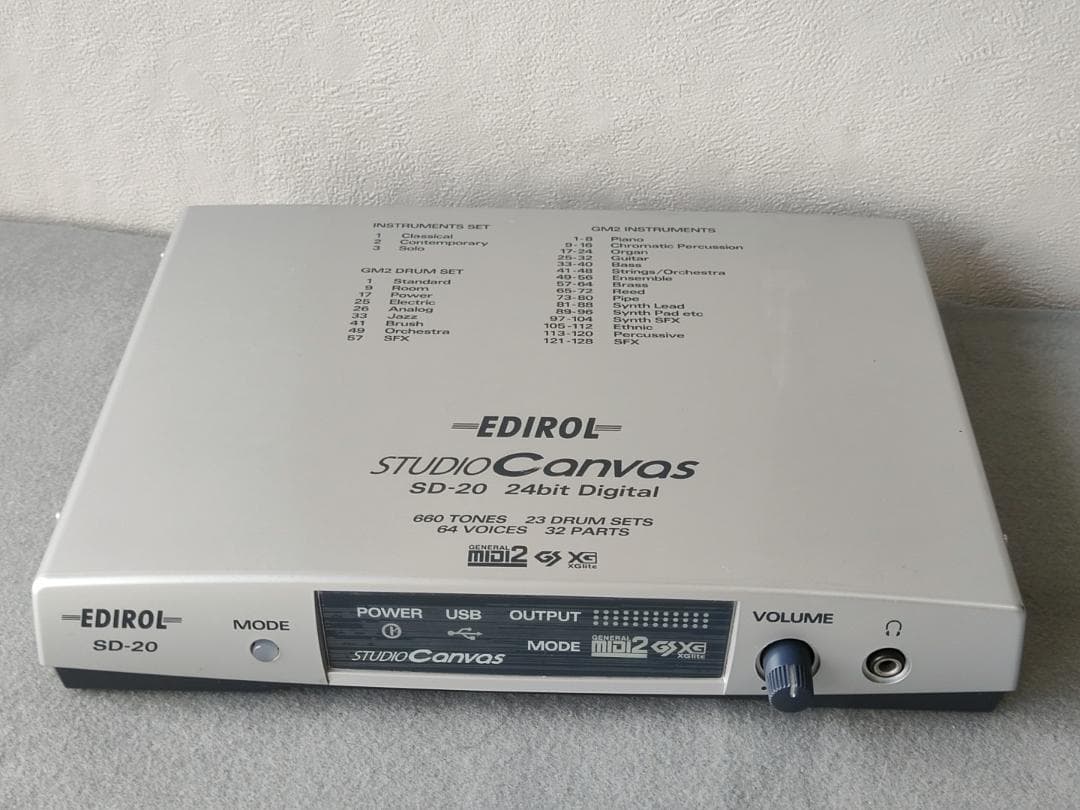 INSTRUMENTS SET
1 Classical
2 Contemporary
3 Solo
GM2 DRUM SET
1 Standard
9 Room
17 Power
25 Electric
26 Analog
33 Jazz
41 Brush
49 Orchestra
57 SFX
GM2 INSTRUMENTS
1-8 Piano
9-16 Chromatic Percussion
17-24 Organ
25-32 Guitar
33-40 Bass
41-48 Strings/Orchestra
49-56 Ensemble
57-64 Brass
65-72 Reed
73-80 Pipe
81-88 Synth Lead
89-96 Synth Pad etc
97-104 Synth SFX
105-112 Ethnic
113-120 Percussive
121-128 SFX
EDIROL
STUDIO Canvas
SD-20 24bit Digital
660 TONES 23 DRUM SETS
64 VOICES 32 PARTS
GENERAL MIDI2 GS XG XGlite
EDIROL
SD-20
MODE
POWER USB OUTPUT
MODE GENERAL MIDI2 GS XG XGlite
STUDIO Canvas
VOLUME